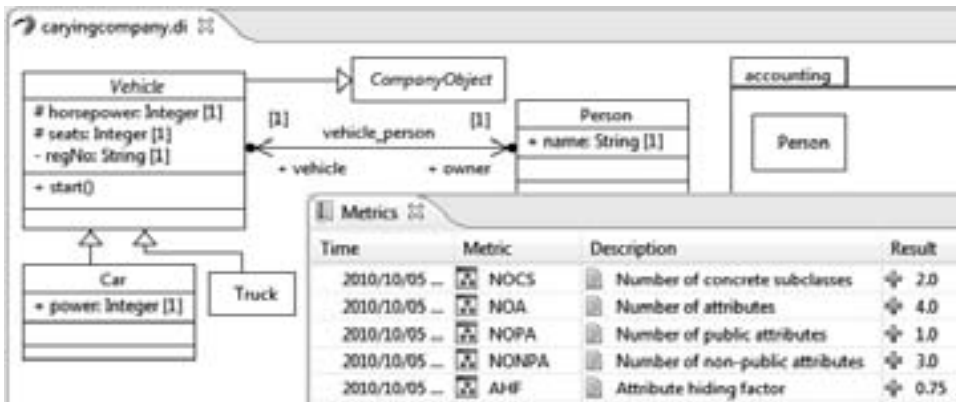 caryingcompany.di
Vehicle
# horsepower: Integer [1]
# seats: Integer [1]
- regNo: String [1]
+ start()
CompanyObject
[1]
vehicle_person
[1]
+ vehicle
+ owner
Person
+ name: String [1]
accounting
Person
Car
+ power: Integer [1]
Truck
Metrics
Time Metric Description Result
2010/10/05 ... NOCS Number of concrete subclasses 2.0
2010/10/05 ... NOA Number of attributes 4.0
2010/10/05 ... NOPA Number of public attributes 1.0
2010/10/05 ... NONPA Number of non-public attributes 3.0
2010/10/05 ... AHF Attribute hiding factor 0.75